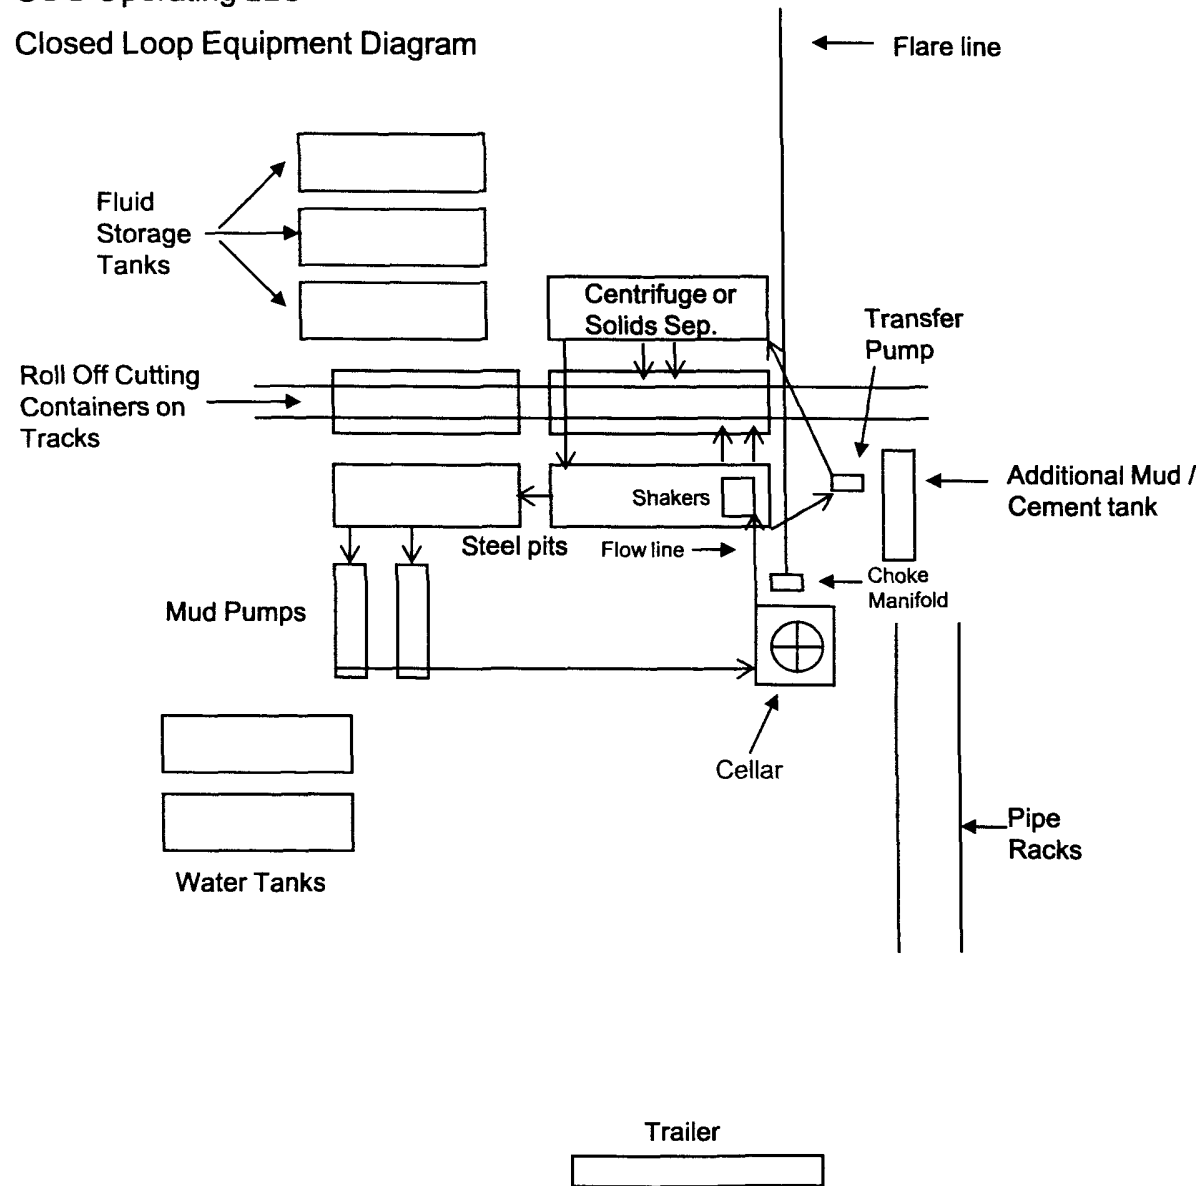 Operating
Closed Loop Equipment Diagram
Flare line
Fluid
Storage
Tanks
Centrifuge or
Solids Sep.
Transfer
Pump
Roll Off Cutting
Containers on
Tracks
Shakers
Additional Mud /
Cement tank
Steel pits
Flow line
Choke
Manifold
Mud Pumps
Cellar
Pipe
Racks
Water Tanks
Trailer